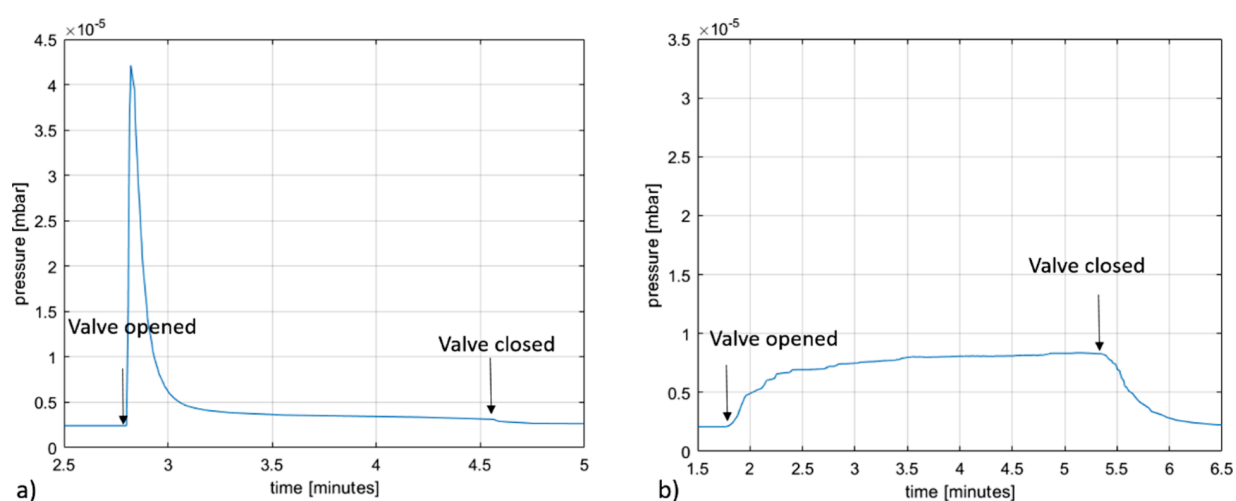 ×10⁻⁵
4.5
4
3.5
3
2.5
2
1.5
1
0.5
0
pressure [mbar]
Valve opened
Valve closed
2.5 3 3.5 4 4.5 5
time [minutes]
a)
×10⁻⁵
3.5
3
2.5
2
1.5
1
0.5
0
pressure [mbar]
Valve closed
Valve opened
1.5 2 2.5 3 3.5 4 4.5 5 5.5 6 6.5
time [minutes]
b)